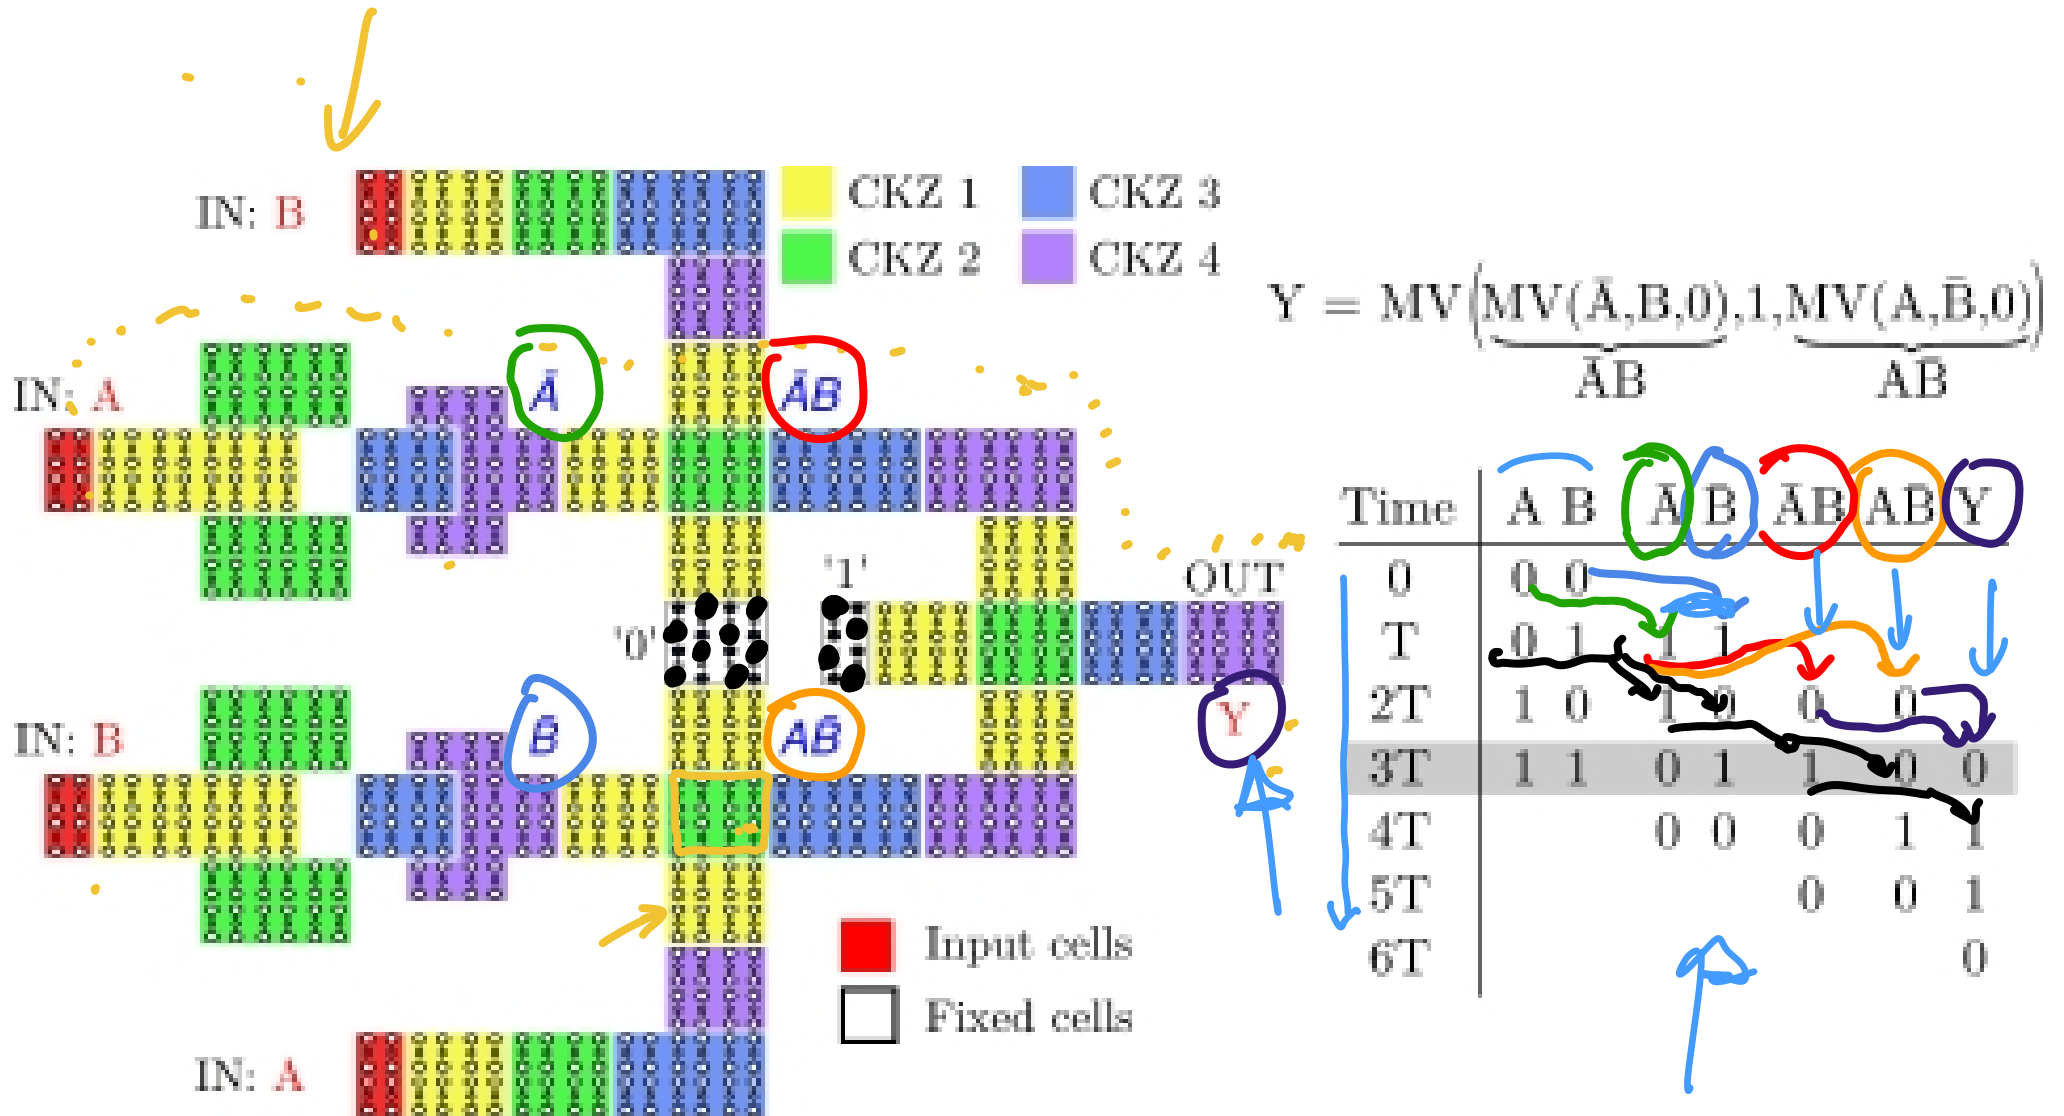 IN: B
CKZ 1
CKZ 3
CKZ 2
CKZ 4
Y = MV(MV(Ā,B,0),1,MV(A,B̄,0))
ĀB
AB̄
IN: A
Ā
ĀB
'1'
OUT
'0'
IN: B
B̄
AB̄
Y
Input cells
Fixed cells
IN: A
Time A B Ā B̄ ĀB AB̄ Y
0 0 0
T 0 1 1 1
2T 1 0 1 0 0 0
3T 1 1 0 1 1 0 0
4T 0 0 0 1 1
5T 0 0 1
6T 0